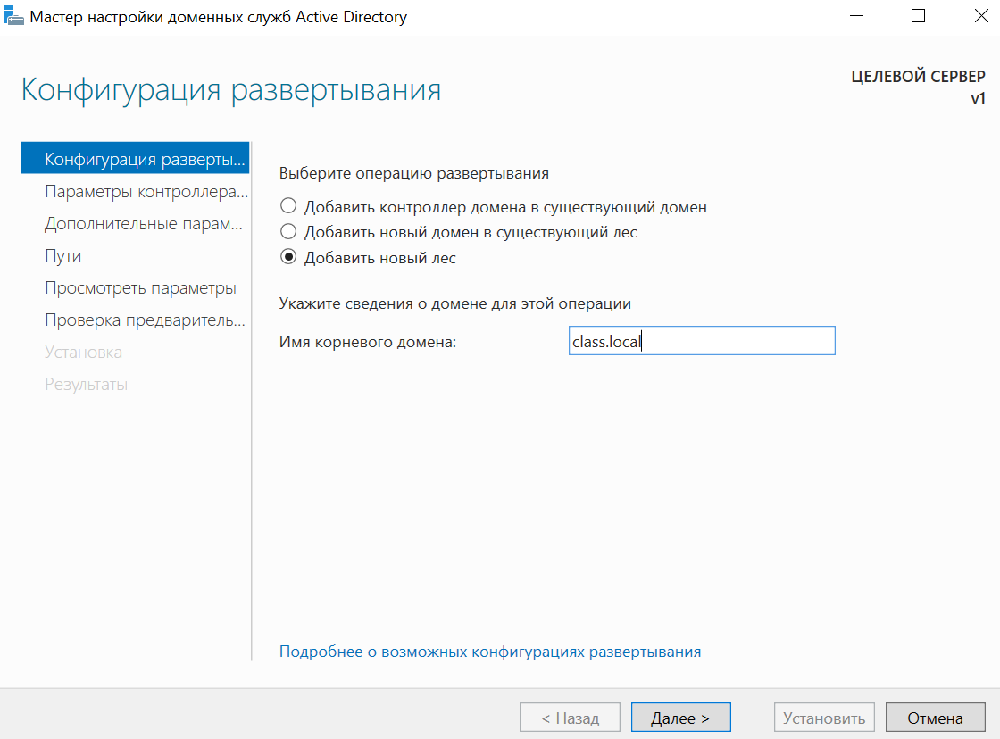 Мастер настройки доменных служб Active Directory
Конфигурация развертывания
ЦЕЛЕВОЙ СЕРВЕР
v1
Конфигурация разверты...
Параметры контроллера...
Дополнительные парам...
Пути
Просмотреть параметры
Проверка предваритель...
Установка
Результаты
Выберите операцию развертывания
Добавить контроллер домена в существующий домен
Добавить новый домен в существующий лес
Добавить новый лес
Укажите сведения о домене для этой операции
Имя корневого домена: class.local
Подробнее о возможных конфигурациях развертывания
< Назад Далее > Установить Отмена